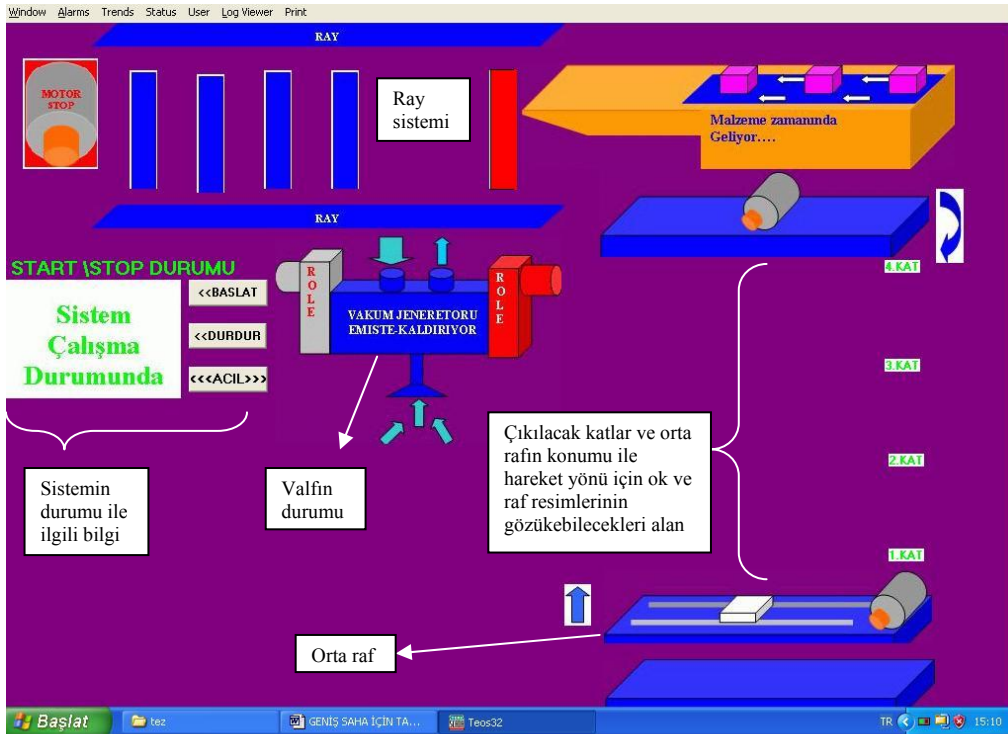 Window Alarms Trends Status User Log Viewer Print
RAY
MOTOR
STOP
Ray
sistemi
Malzeme zamanında
Geliyor....
RAY
START \STOP DURUMU
Sistem
Çalışma
Durumunda
<<BASLAT
<<DURDUR
<<<ACIL>>>
ROLE
VAKUM JENERETORU
EMISTE-KALDIRIYOR
ROLE
4.KAT
3.KAT
2.KAT
1.KAT
Çıkılacak katlar ve orta
rafın konumu ile
hareket yönü için ok ve
raf resimlerinin
gözükebilecekleri alan
Sistemin
durumu ile
ilgili bilgi
Valfın
durumu
Orta raf
Başlat
tez
GENİŞ SAHA İÇİN TA...
Teos32
TR
15:10